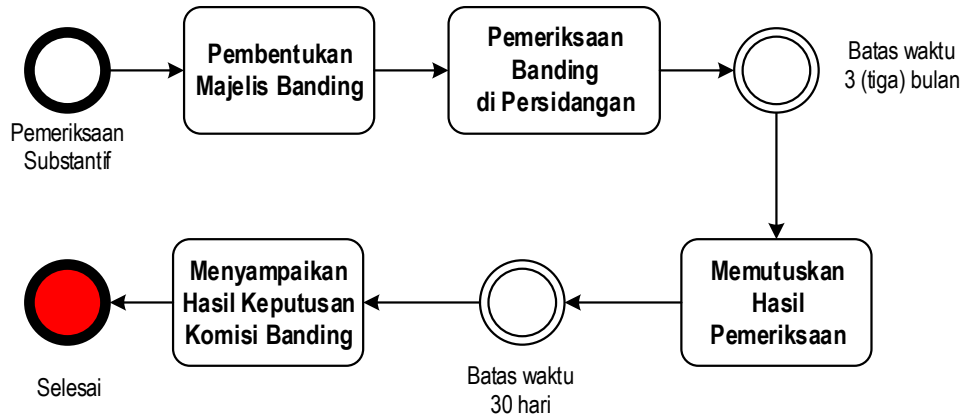 Pemeriksaan
Substantif
Pembentukan
Majelis Banding
Pemeriksaan
Banding
di Persidangan
Batas waktu
3 (tiga) bulan
Memutuskan
Hasil
Pemeriksaan
Batas waktu
30 hari
Menyampaikan
Hasil Keputusan
Komisi Banding
Selesai